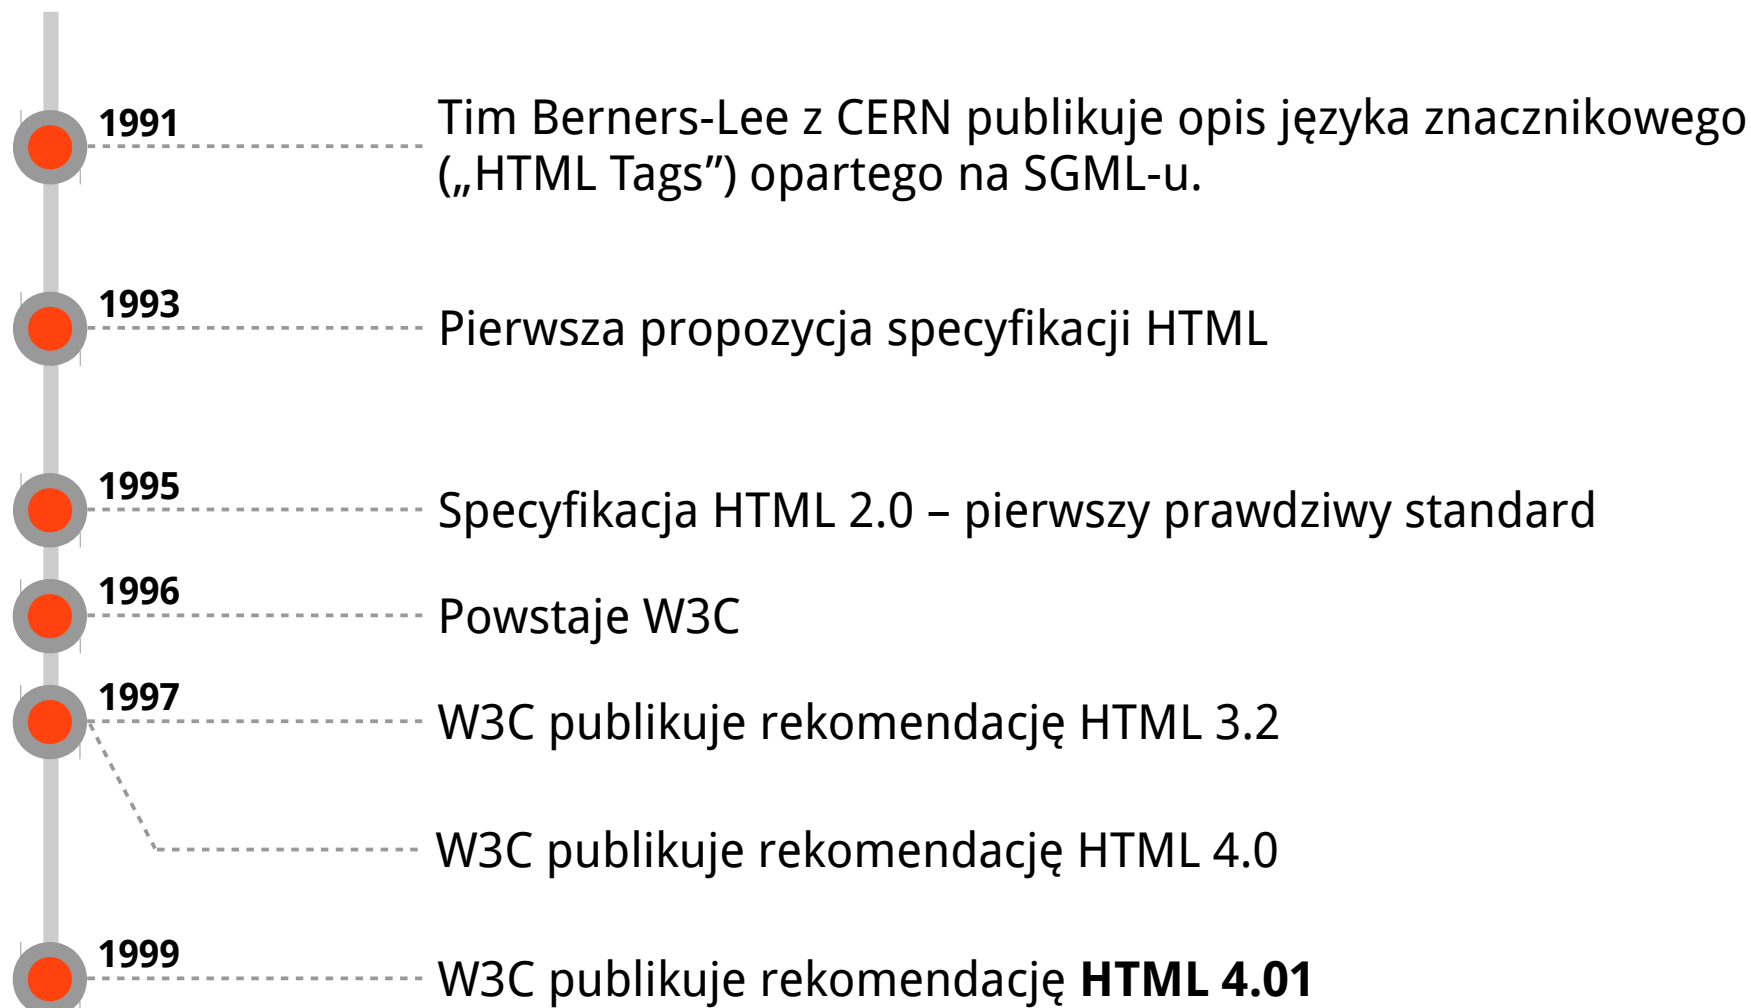 1991
Tim Berners-Lee z CERN publikuje opis języka znacznikowego
(„HTML Tags”) opartego na SGML-u.
1993
Pierwsza propozycja specyfikacji HTML
1995
Specyfikacja HTML 2.0 – pierwszy prawdziwy standard
1996
Powstaje W3C
1997
W3C publikuje rekomendację HTML 3.2
W3C publikuje rekomendację HTML 4.0
1999
W3C publikuje rekomendację HTML 4.01